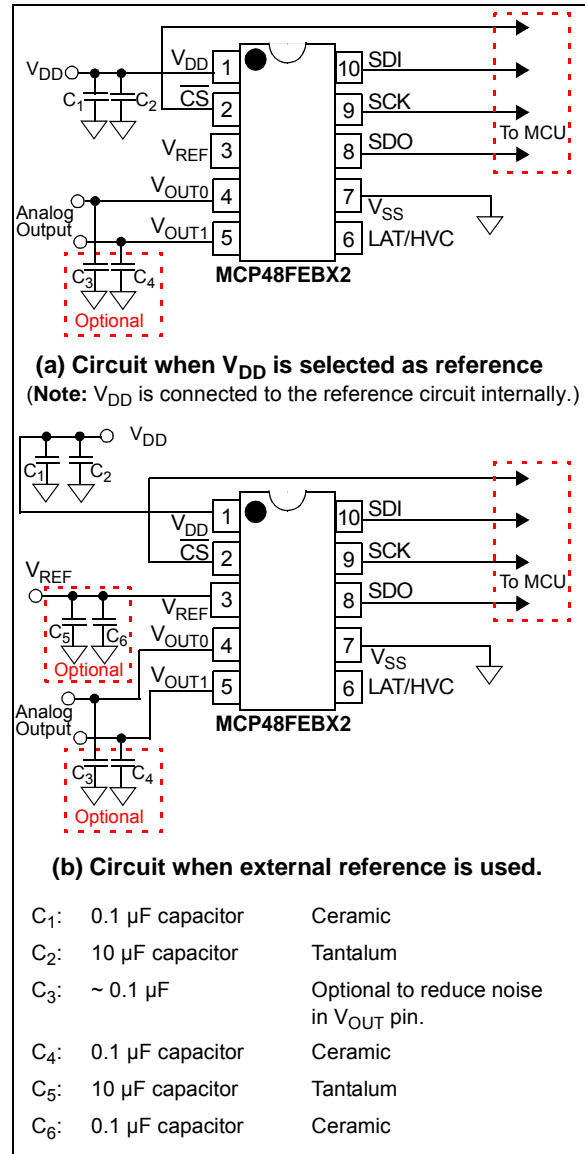 VDD
VDD 1 10 SDI
C1 C2 CS 2 9 SCK
To MCU
VREF 3 8 SDO
VOUT0 4 7
VSS
Analog
Output
VOUT1 5 6 LAT/HVC
C3 C4
MCP48FEBX2
Optional
(a) Circuit when VDD is selected as reference
(Note: VDD is connected to the reference circuit internally.)
VDD
C1 C2
1 10 SDI
VDD
CS 2 9 SCK
To MCU
VREF
3 8 SDO
VREF
C5 C6
Optional
VOUT0 4 7
VSS
VOUT1 5 6 LAT/HVC
Analog
Output
MCP48FEBX2
C3 C4
Optional
(b) Circuit when external reference is used.
C1: 0.1 µF capacitor Ceramic
C2: 10 µF capacitor Tantalum
C3: ~ 0.1 µF Optional to reduce noise
in VOUT pin.
C4: 0.1 µF capacitor Ceramic
C5: 10 µF capacitor Tantalum
C6: 0.1 µF capacitor Ceramic